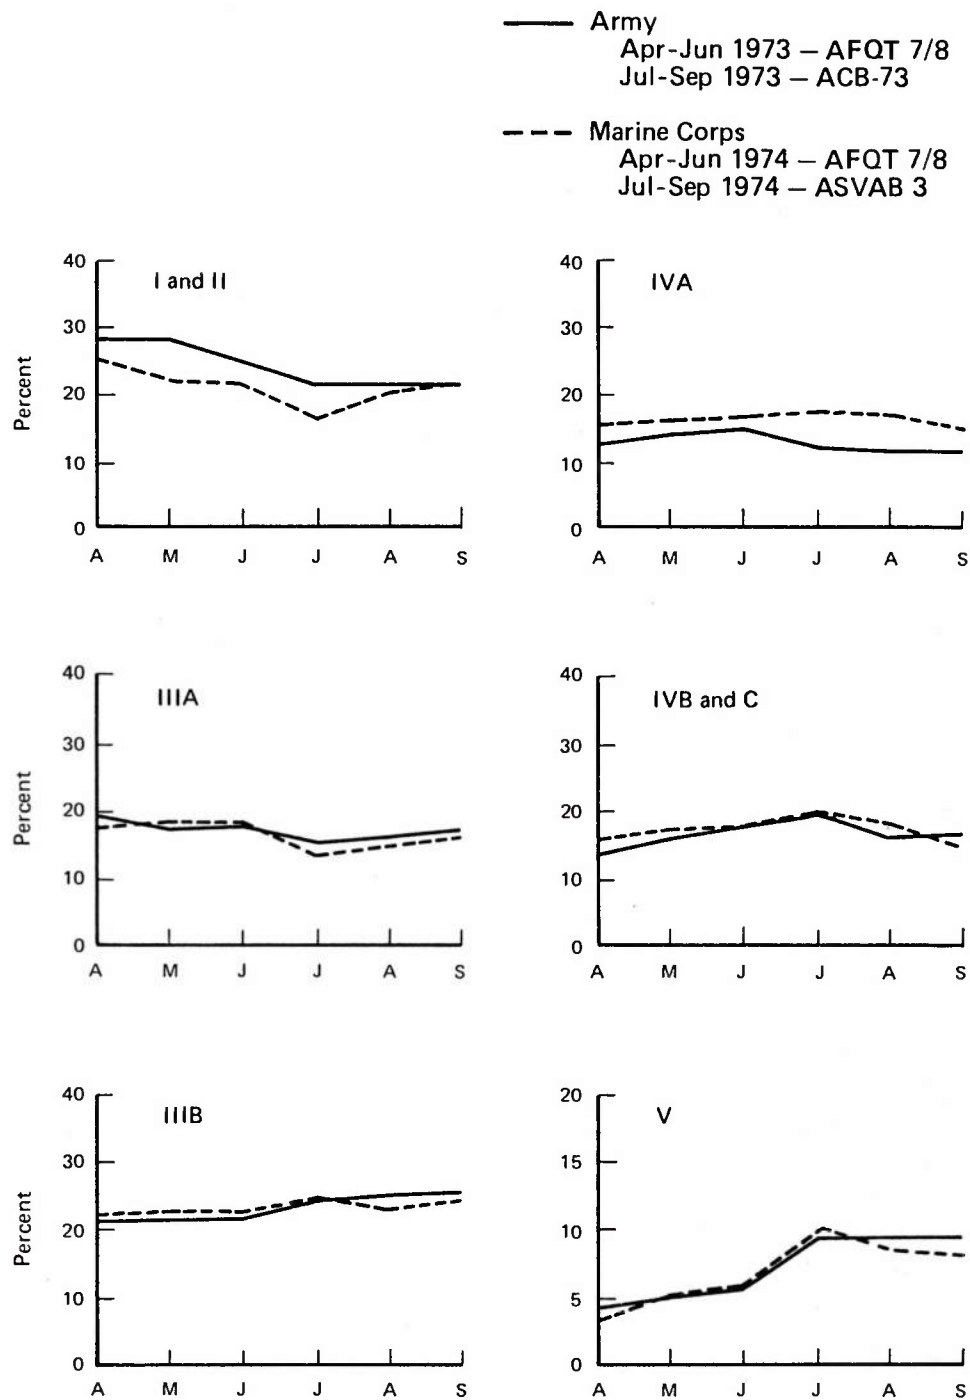 Army
Apr-Jun 1973 — AFQT 7/8
Jul-Sep 1973 — ACB-73
Marine Corps
Apr-Jun 1974 — AFQT 7/8
Jul-Sep 1974 — ASVAB 3
I and II
Percent
40
30
20
10
0
A M J J A S
IVA
40
30
20
10
0
A M J J A S
IIIA
Percent
40
30
20
10
0
A M J J A S
IVB and C
40
30
20
10
0
A M J J A S
IIIB
Percent
40
30
20
10
0
A M J J A S
V
20
15
10
5
0
A M J J A S